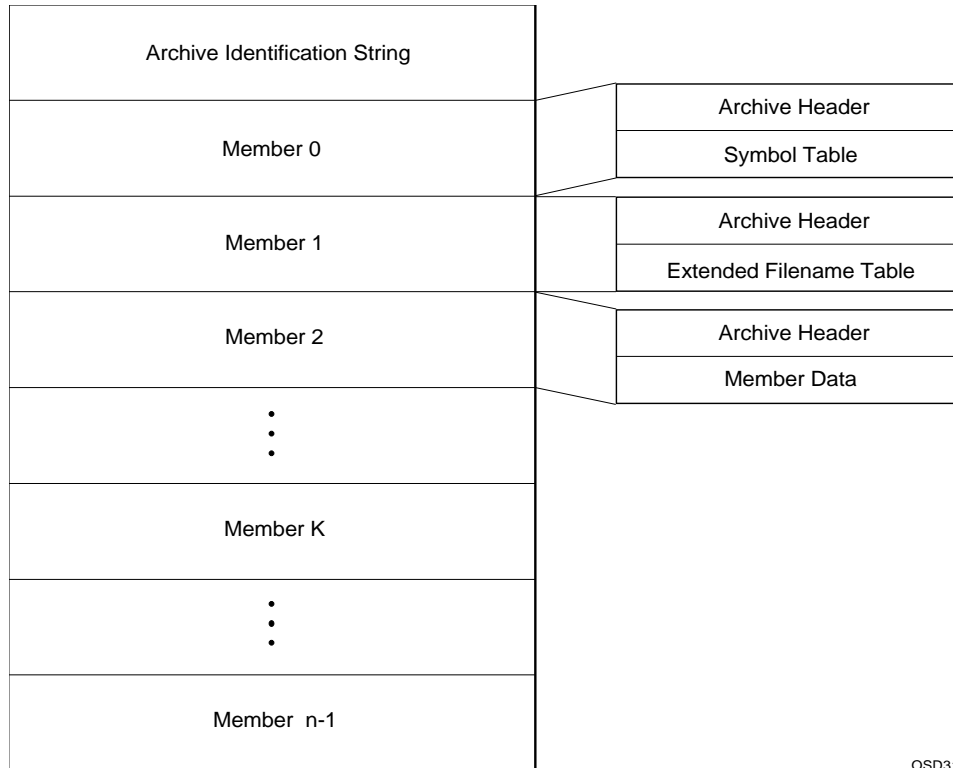 Archive Identification String
Member 0
Archive Header
Symbol Table
Member 1
Archive Header
Extended Filename Table
Member 2
Archive Header
Member Data
Member K
Member n-1